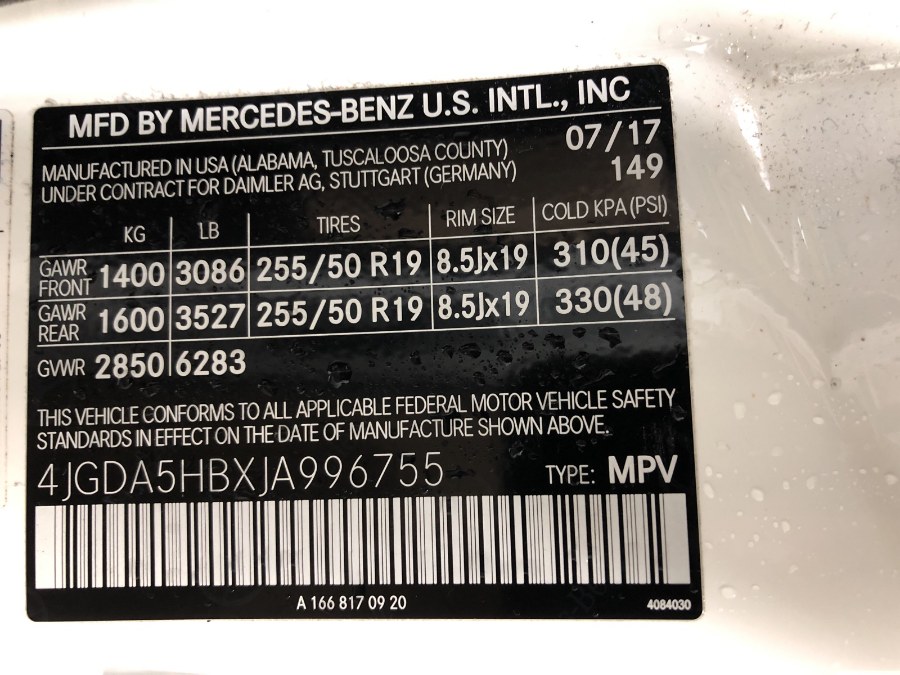 MFD BY MERCEDES-BENZ U.S. INTL., INC
MANUFACTURED IN USA (ALABAMA, TUSCALOOSA COUNTY) 07/17
UNDER CONTRACT FOR DAIMLER AG, STUTTGART (GERMANY) 149
KG LB TIRES RIM SIZE COLD KPA (PSI)
GAWR FRONT 1400 3086 255/50 R19 8.5Jx19 310(45)
GAWR REAR 1600 3527 255/50 R19 8.5Jx19 330(48)
GVWR 2850 6283
THIS VEHICLE CONFORMS TO ALL APPLICABLE FEDERAL MOTOR VEHICLE SAFETY
STANDARDS IN EFFECT ON THE DATE OF MANUFACTURE SHOWN ABOVE.
4JGDA5HBXJA996755 TYPE: MPV
A 166 817 09 20 4084030